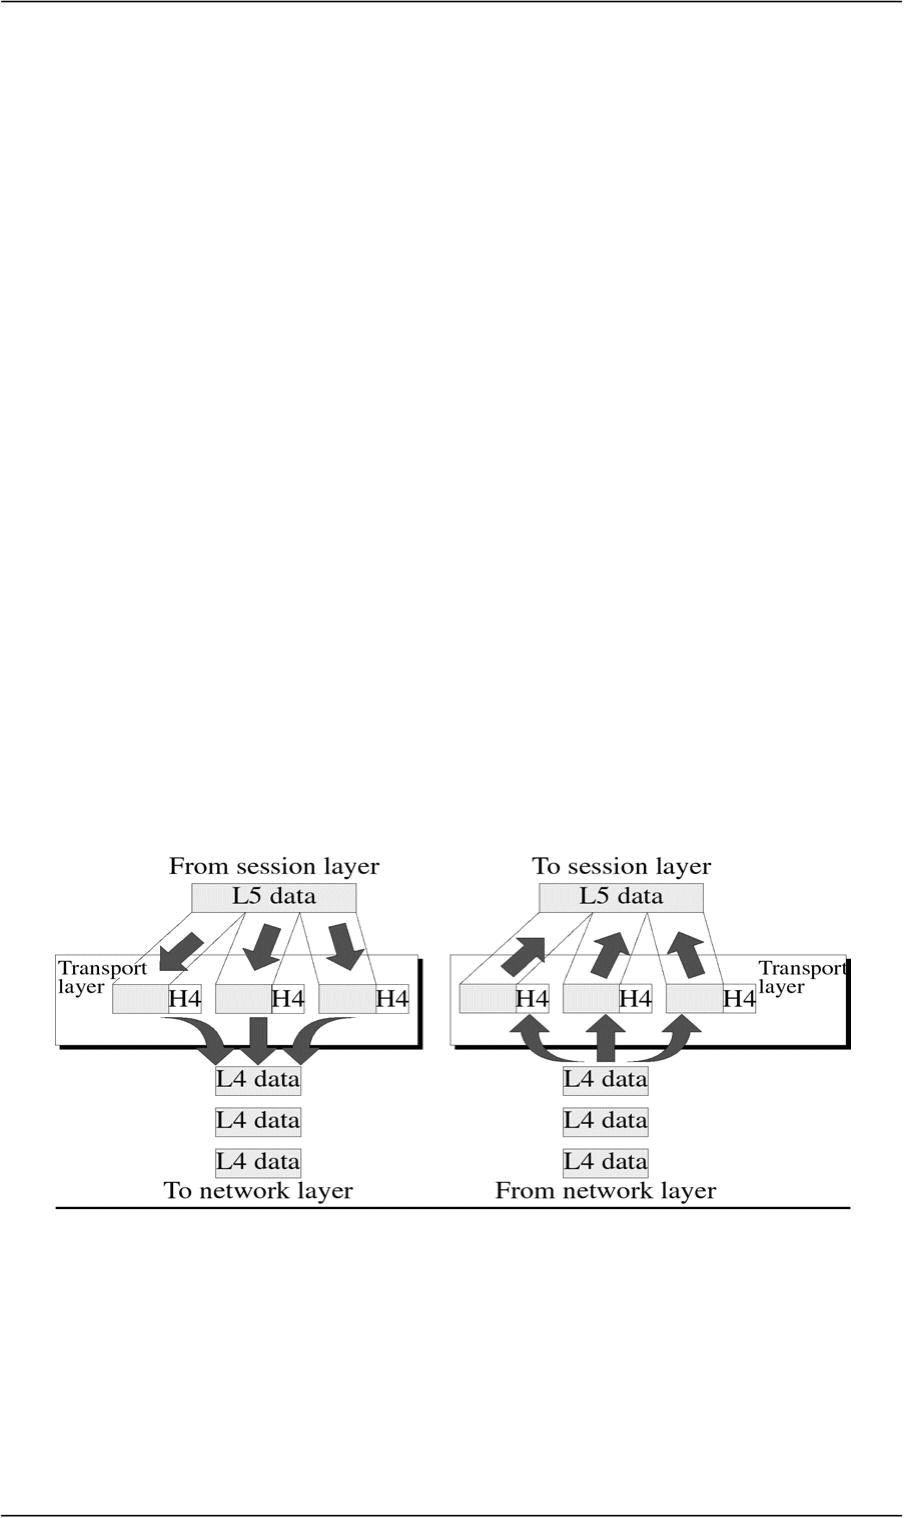 From session layer
L5 data
Transport
layer
H4
H4
H4
L4 data
L4 data
L4 data
To network layer
To session layer
L5 data
Transport
layer
H4
H4
H4
L4 data
L4 data
L4 data
From network layer